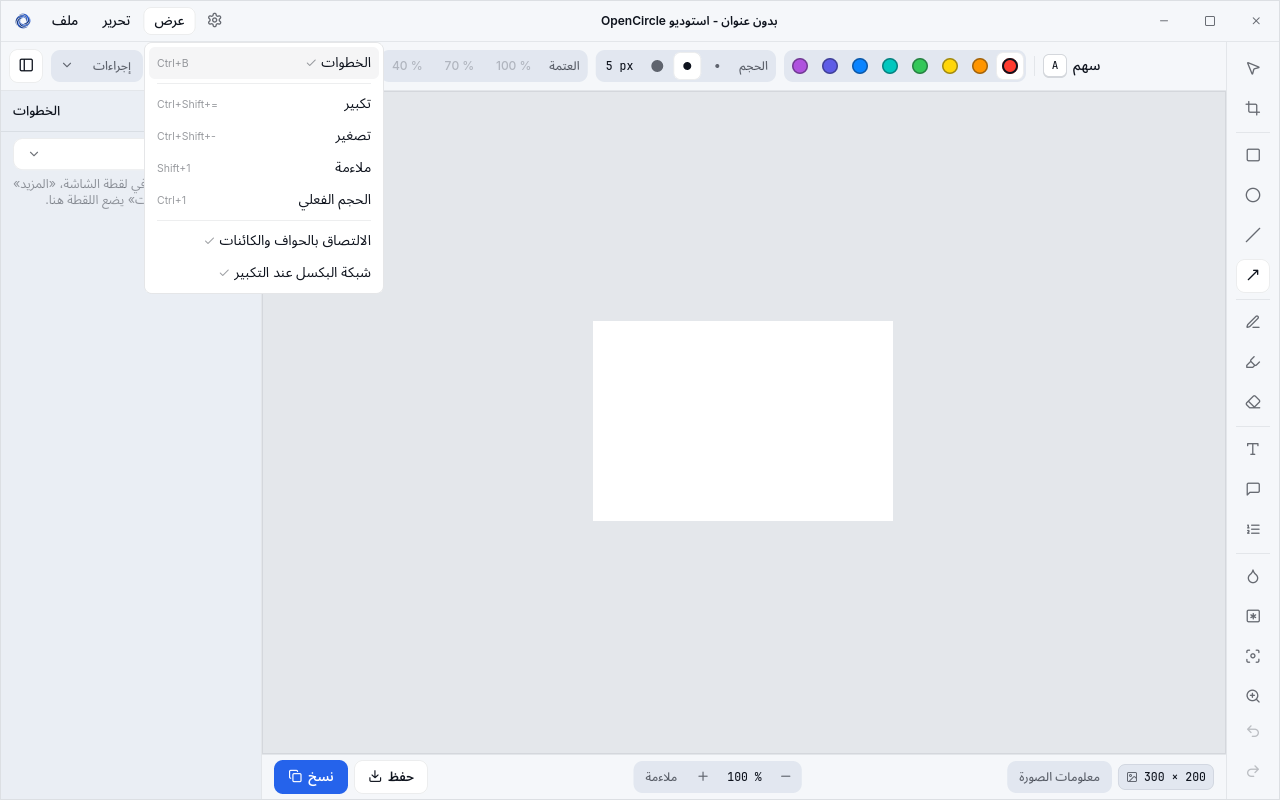 ملف
تحرير
عرض
بدون عنوان - استوديو OpenCircle
سهم
A
الحجم
5 px
العتمة
100 %
70 %
40 %
إجراءات
الخطوات Ctrl+B
تكبير Ctrl+Shift+=
تصغير Ctrl+Shift+-
ملاءمة Shift+1
الحجم الفعلي Ctrl+1
الالتصاق بالحواف والكائنات
شبكة البكسل عند التكبير
الخطوات
في لقطة الشاشة، «المزيد»
بضع اللقطة هنا.
نسخ
حفظ
ملاءمة
100 %
معلومات الصورة
300 × 200